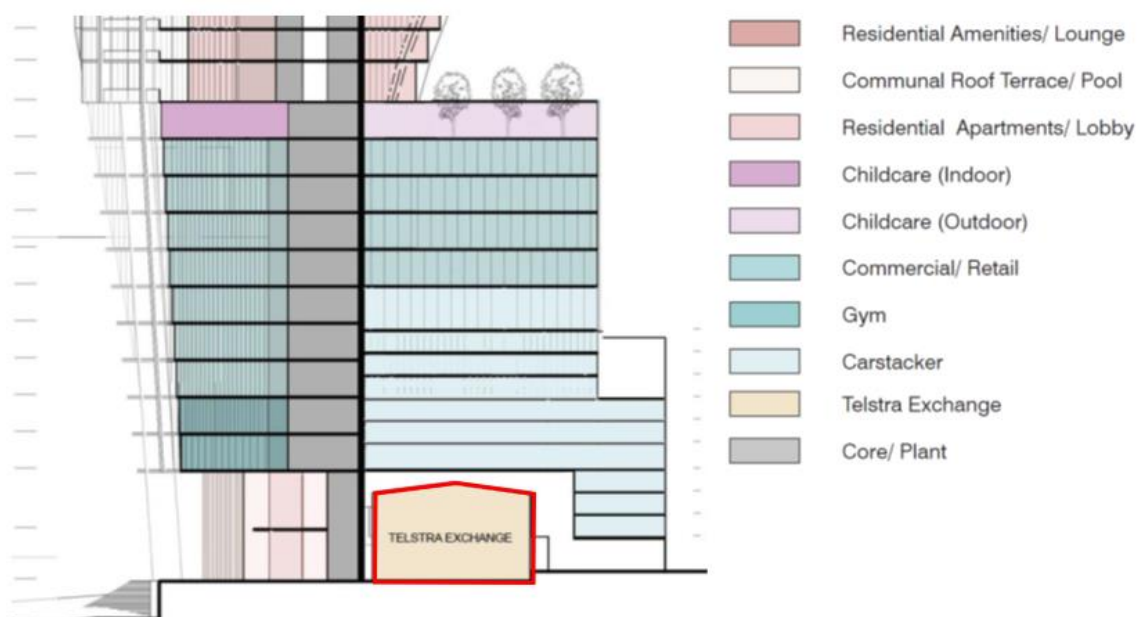 Residential Amenities/ Lounge
Communal Roof Terrace/ Pool
Residential Apartments/ Lobby
Childcare (Indoor)
Childcare (Outdoor)
Commercial/ Retail
Gym
Carstacker
Telstra Exchange
Core/ Plant
TELSTRA EXCHANGE